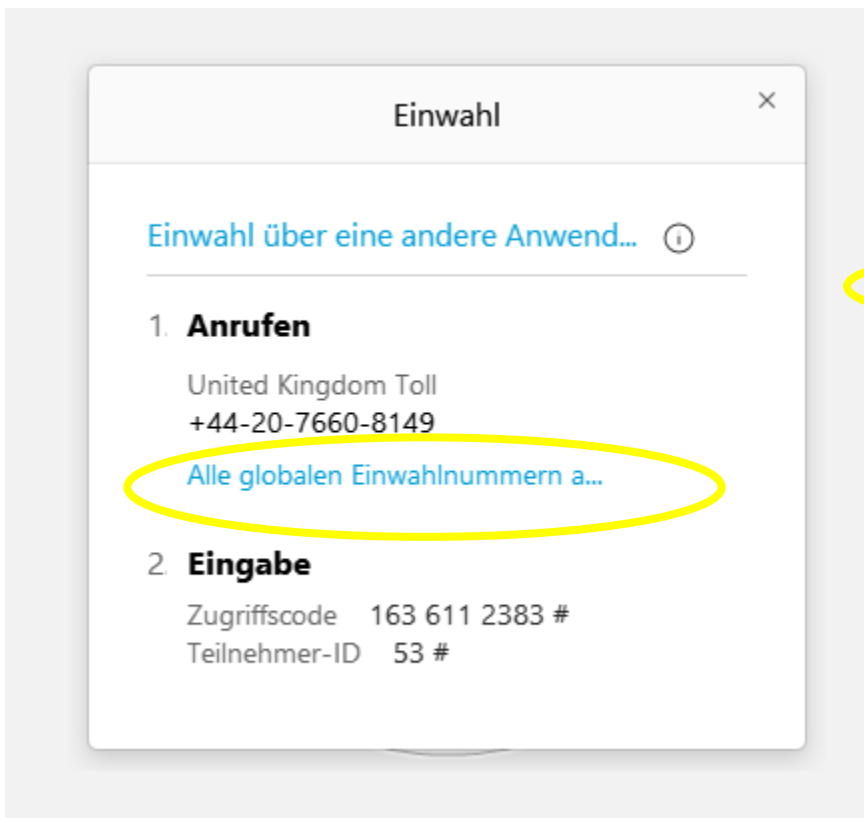 Einwahl
Einwahl über eine andere Anwend...
1. Anrufen
United Kingdom Toll
+44-20-7660-8149
Alle globalen Einwahlnummern a...
2. Eingabe
Zugriffscode 163 611 2383 #
Teilnehmer-ID 53 #